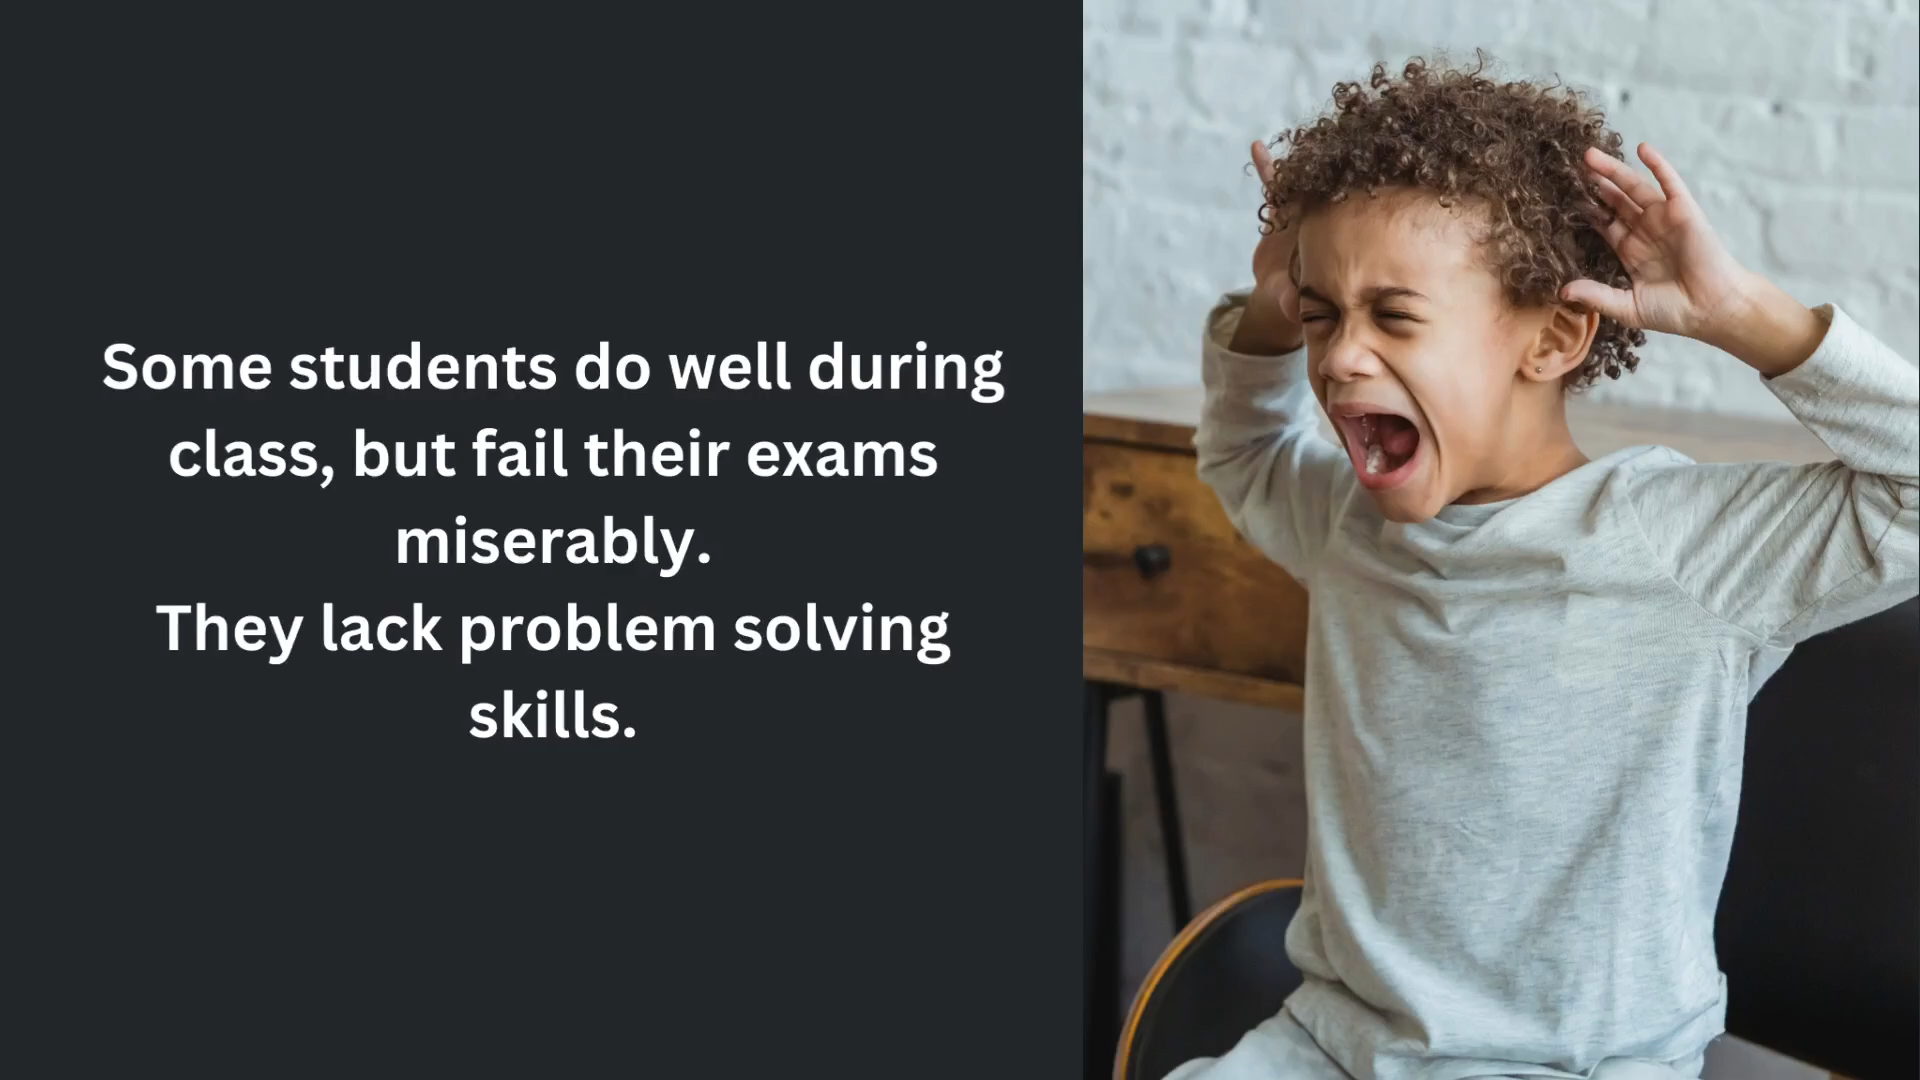 Some students do well during
class, but fail their exams
miserably.
They lack problem solving
skills.